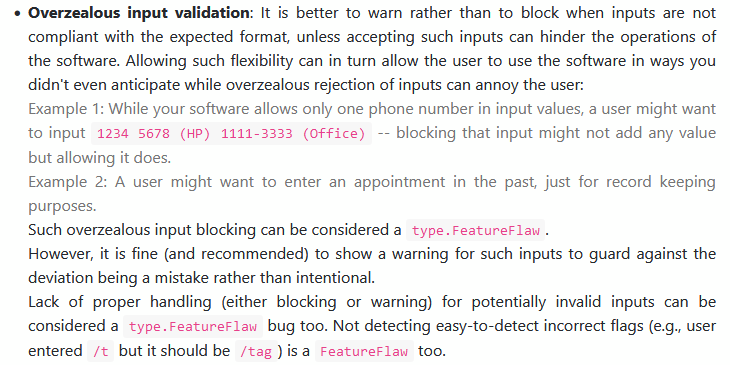 • Overzealous input validation: It is better to warn rather than to block when inputs are not
compliant with the expected format, unless accepting such inputs can hinder the operations of
the software. Allowing such flexibility can in turn allow the user to use the software in ways you
didn't even anticipate while overzealous rejection of inputs can annoy the user:
Example 1: While your software allows only one phone number in input values, a user might want
to input 1234 5678 (HP) 1111-3333 (Office) -- blocking that input might not add any value
but allowing it does.
Example 2: A user might want to enter an appointment in the past, just for record keeping
purposes.
Such overzealous input blocking can be considered a type.FeatureFlaw .
However, it is fine (and recommended) to show a warning for such inputs to guard against the
deviation being a mistake rather than intentional.
Lack of proper handling (either blocking or warning) for potentially invalid inputs can be
considered a type.FeatureFlaw bug too. Not detecting easy-to-detect incorrect flags (e.g., user
entered /t but it should be /tag ) is a FeatureFlaw too.